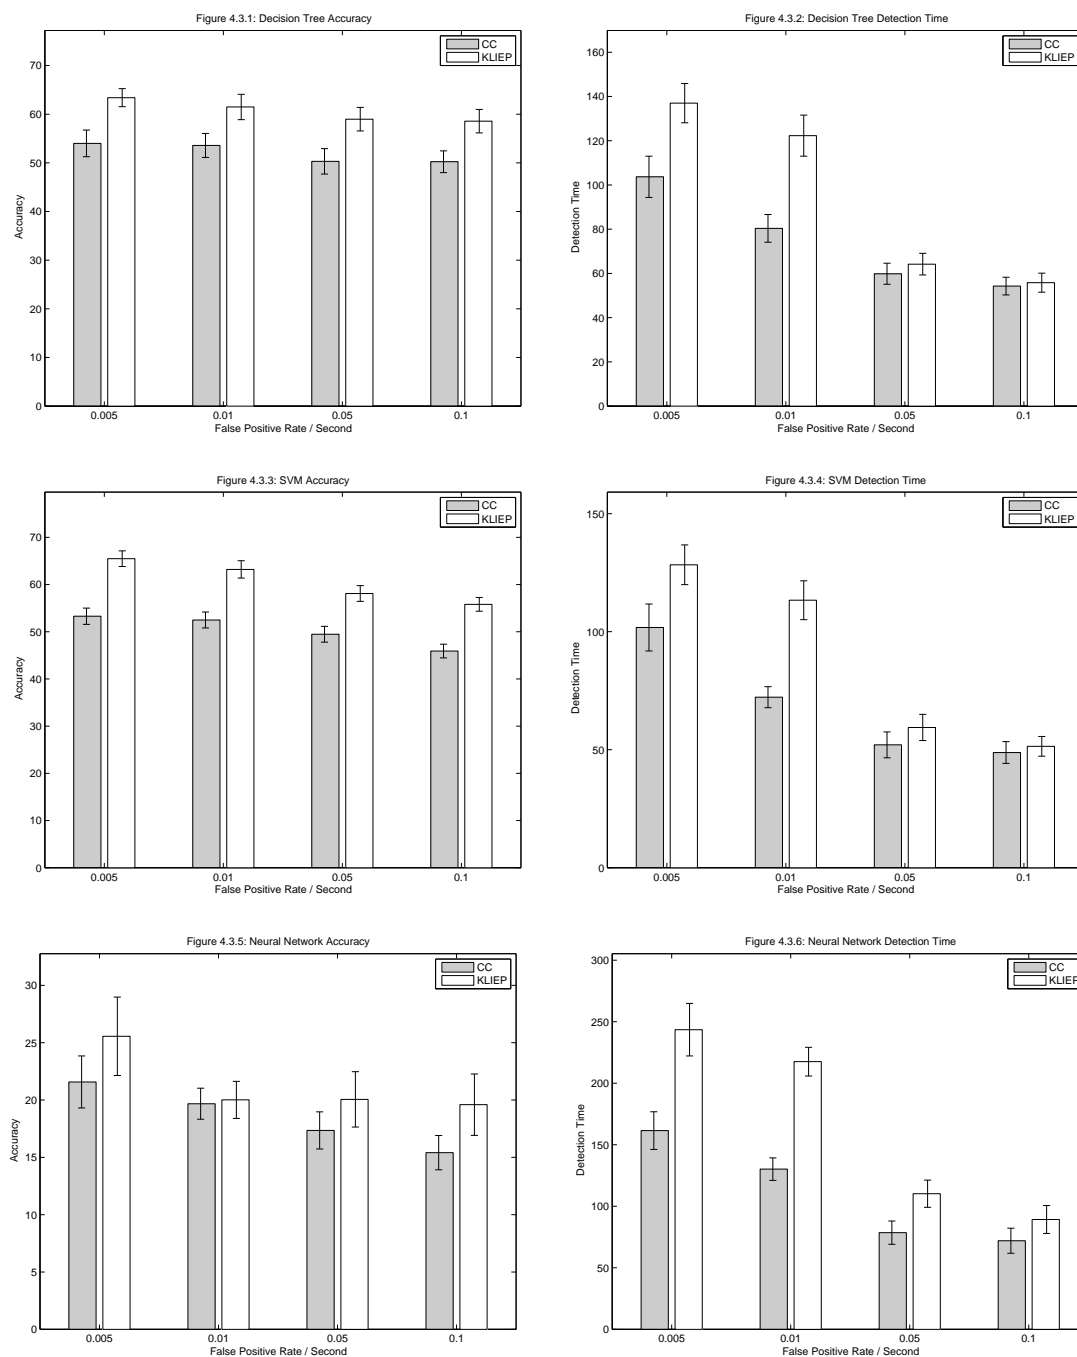 Figure 4.3.1: Decision Tree Accuracy
CC
KLIEP
70
60
50
40
30
20
10
0
Accuracy
0.005 0.01 0.05 0.1
False Positive Rate / Second
Figure 4.3.2: Decision Tree Detection Time
CC
KLIEP
160
140
120
100
80
60
40
20
0
Detection Time
0.005 0.01 0.05 0.1
False Positive Rate / Second
Figure 4.3.3: SVM Accuracy
CC
KLIEP
70
60
50
40
30
20
10
0
Accuracy
0.005 0.01 0.05 0.1
False Positive Rate / Second
Figure 4.3.4: SVM Detection Time
CC
KLIEP
150
100
50
0
Detection Time
0.005 0.01 0.05 0.1
False Positive Rate / Second
Figure 4.3.5: Neural Network Accuracy
CC
KLIEP
30
25
20
15
10
5
0
Accuracy
0.005 0.01 0.05 0.1
False Positive Rate / Second
Figure 4.3.6: Neural Network Detection Time
CC
KLIEP
300
250
200
150
100
50
0
Detection Time
0.005 0.01 0.05 0.1
False Positive Rate / Second